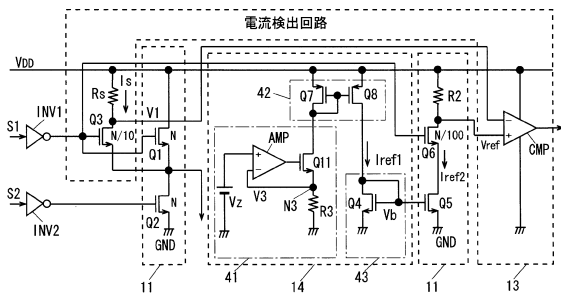 電流検出回路
VDD
Rs
Is
V1
Q3
N/10
N
Q1
S1
INV1
S2
INV2
N
Q2
GND
42
Q7
Q8
AMP
Q11
Vz
V3
N3
R3
Iref1
Q4
Vb
Q5
R2
N/100
Q6
Iref2
Vref
GND
CMP
11
41
14
43
11
13